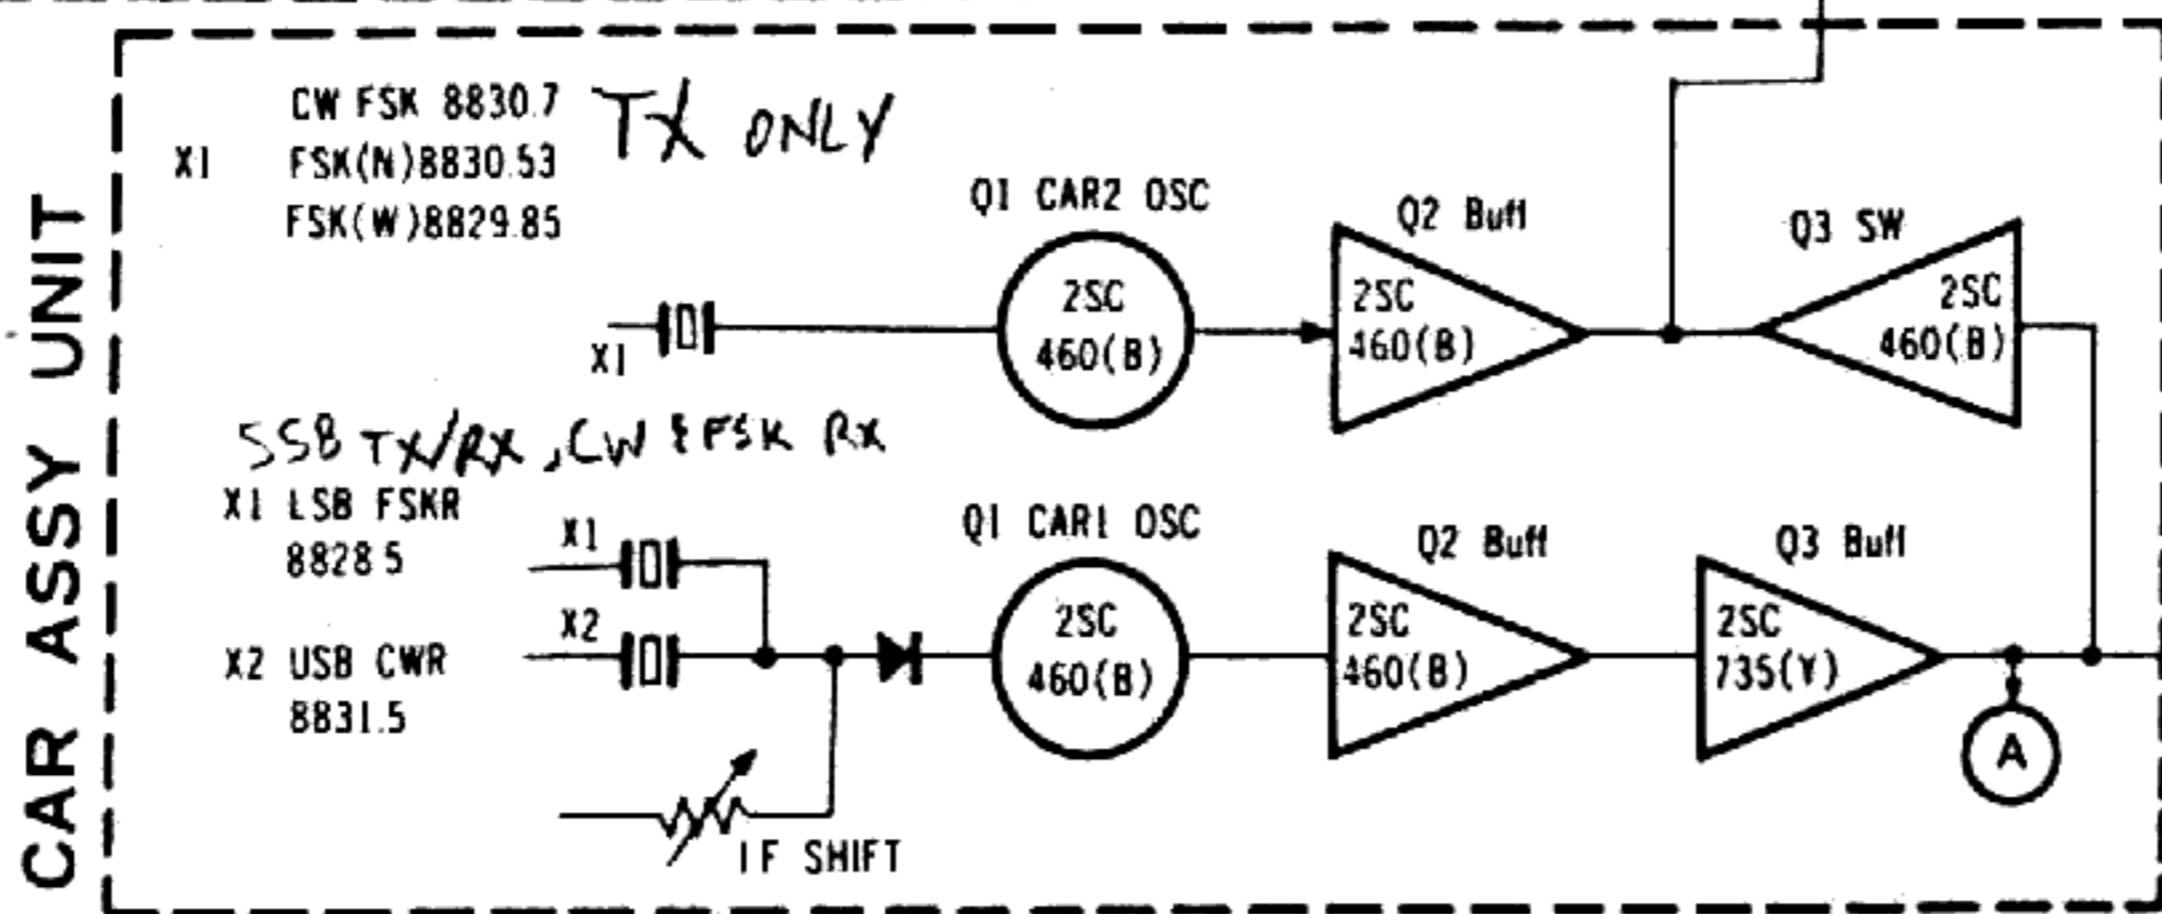 CAR ASSY UNIT
CW FSK 8830.7
X1 FSK(N)8830.53
FSK(W)8829.85
TX ONLY
Q1 CAR2 OSC
Q2 Buff
Q3 SW
2SC
460(B)
2SC
460(B)
2SC
460(B)
X1
SSB TX/RX, CW & FSK RX
X1 LSB FSKR
8828 5
X2 USB CWR
8831.5
X1
X2
IF SHIFT
Q1 CAR1 OSC
Q2 Buff
Q3 Buff
2SC
460(B)
2SC
460(B)
2SC
735(Y)
A